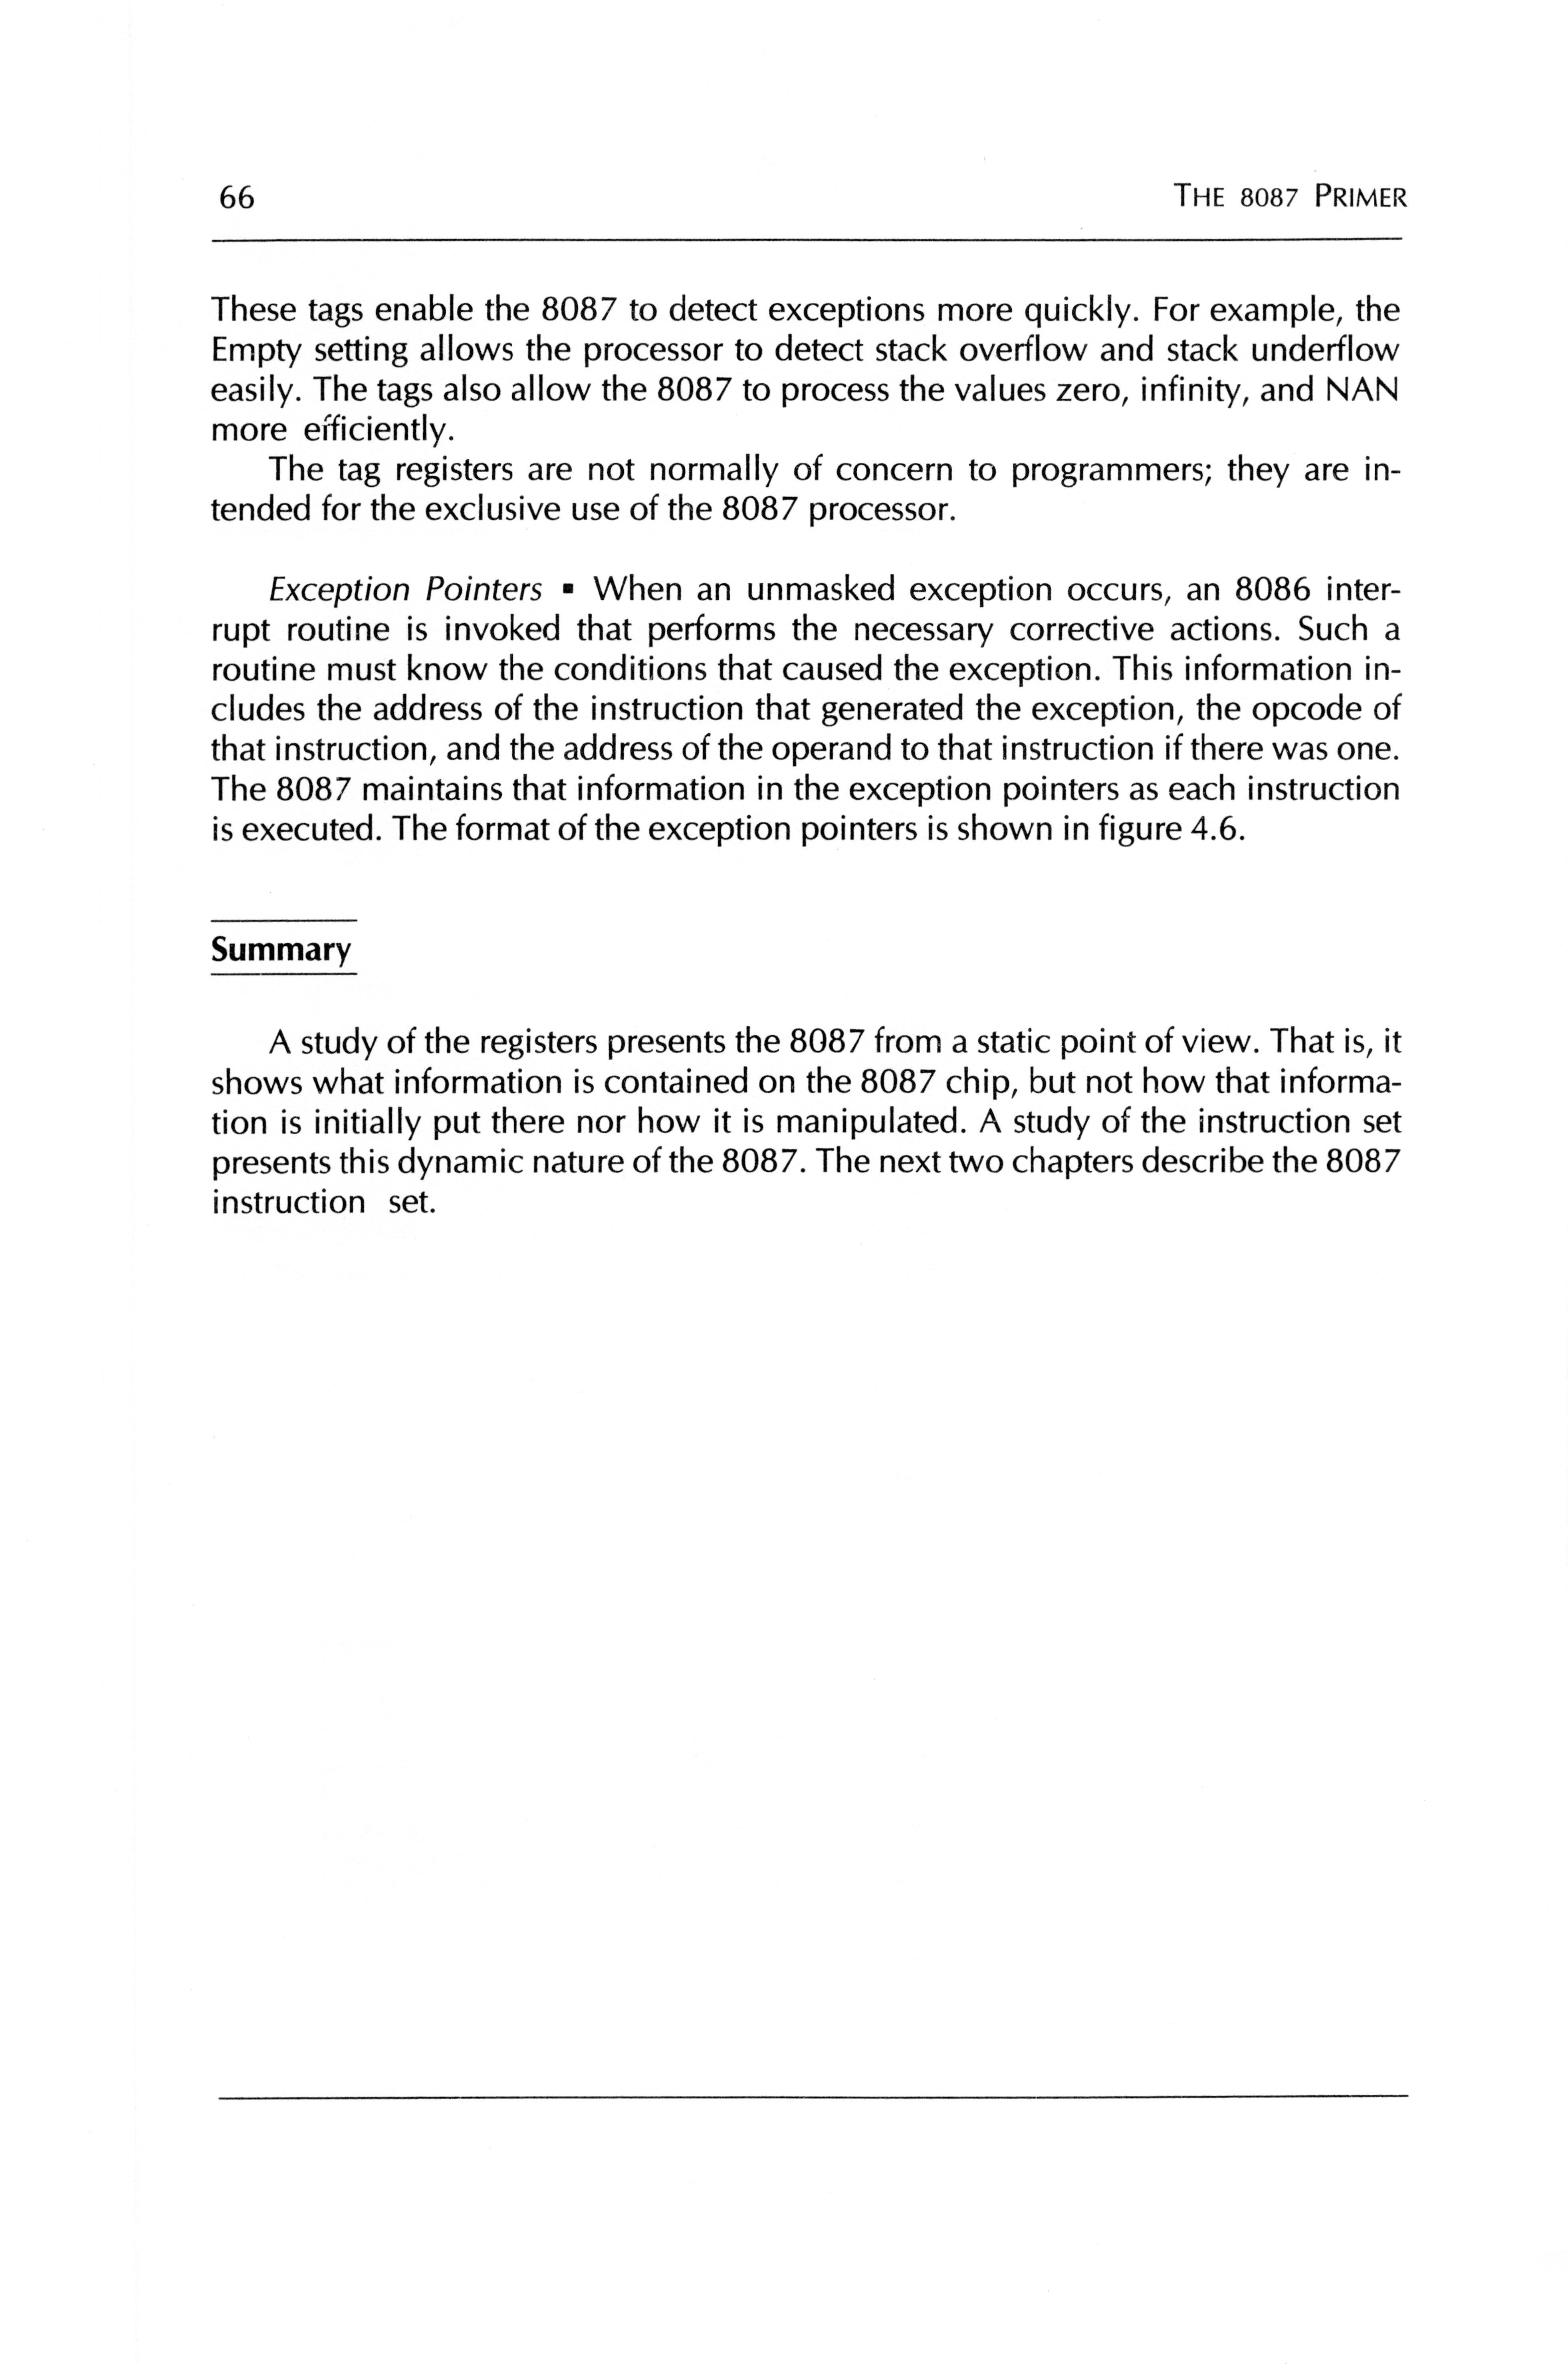 66 THE 8087 PRIMER
These tags enable the 8087 to detect exceptions more quickly. For example, the
Empty setting allows the processor to detect stack overflow and stack underflow
easily. The tags also allow the 8087 to process the values zero, infinity, and NAN
more efficiently.
The tag registers are not normally of concern to programmers; they are in-
tended for the exclusive use of the 8087 processor.
Exception Pointers ▪ When an unmasked exception occurs, an 8086 inter-
rupt routine is invoked that performs the necessary corrective actions. Such a
routine must know the conditions that caused the exception. This information in-
cludes the address of the instruction that generated the exception, the opcode of
that instruction, and the address of the operand to that instruction if there was one.
The 8087 maintains that information in the exception pointers as each instruction
is executed. The format of the exception pointers is shown in figure 4.6.
Summary
A study of the registers presents the 8087 from a static point of view. That is, it
shows what information is contained on the 8087 chip, but not how that informa-
tion is initially put there nor how it is manipulated. A study of the instruction set
presents this dynamic nature of the 8087. The next two chapters describe the 8087
instruction set.